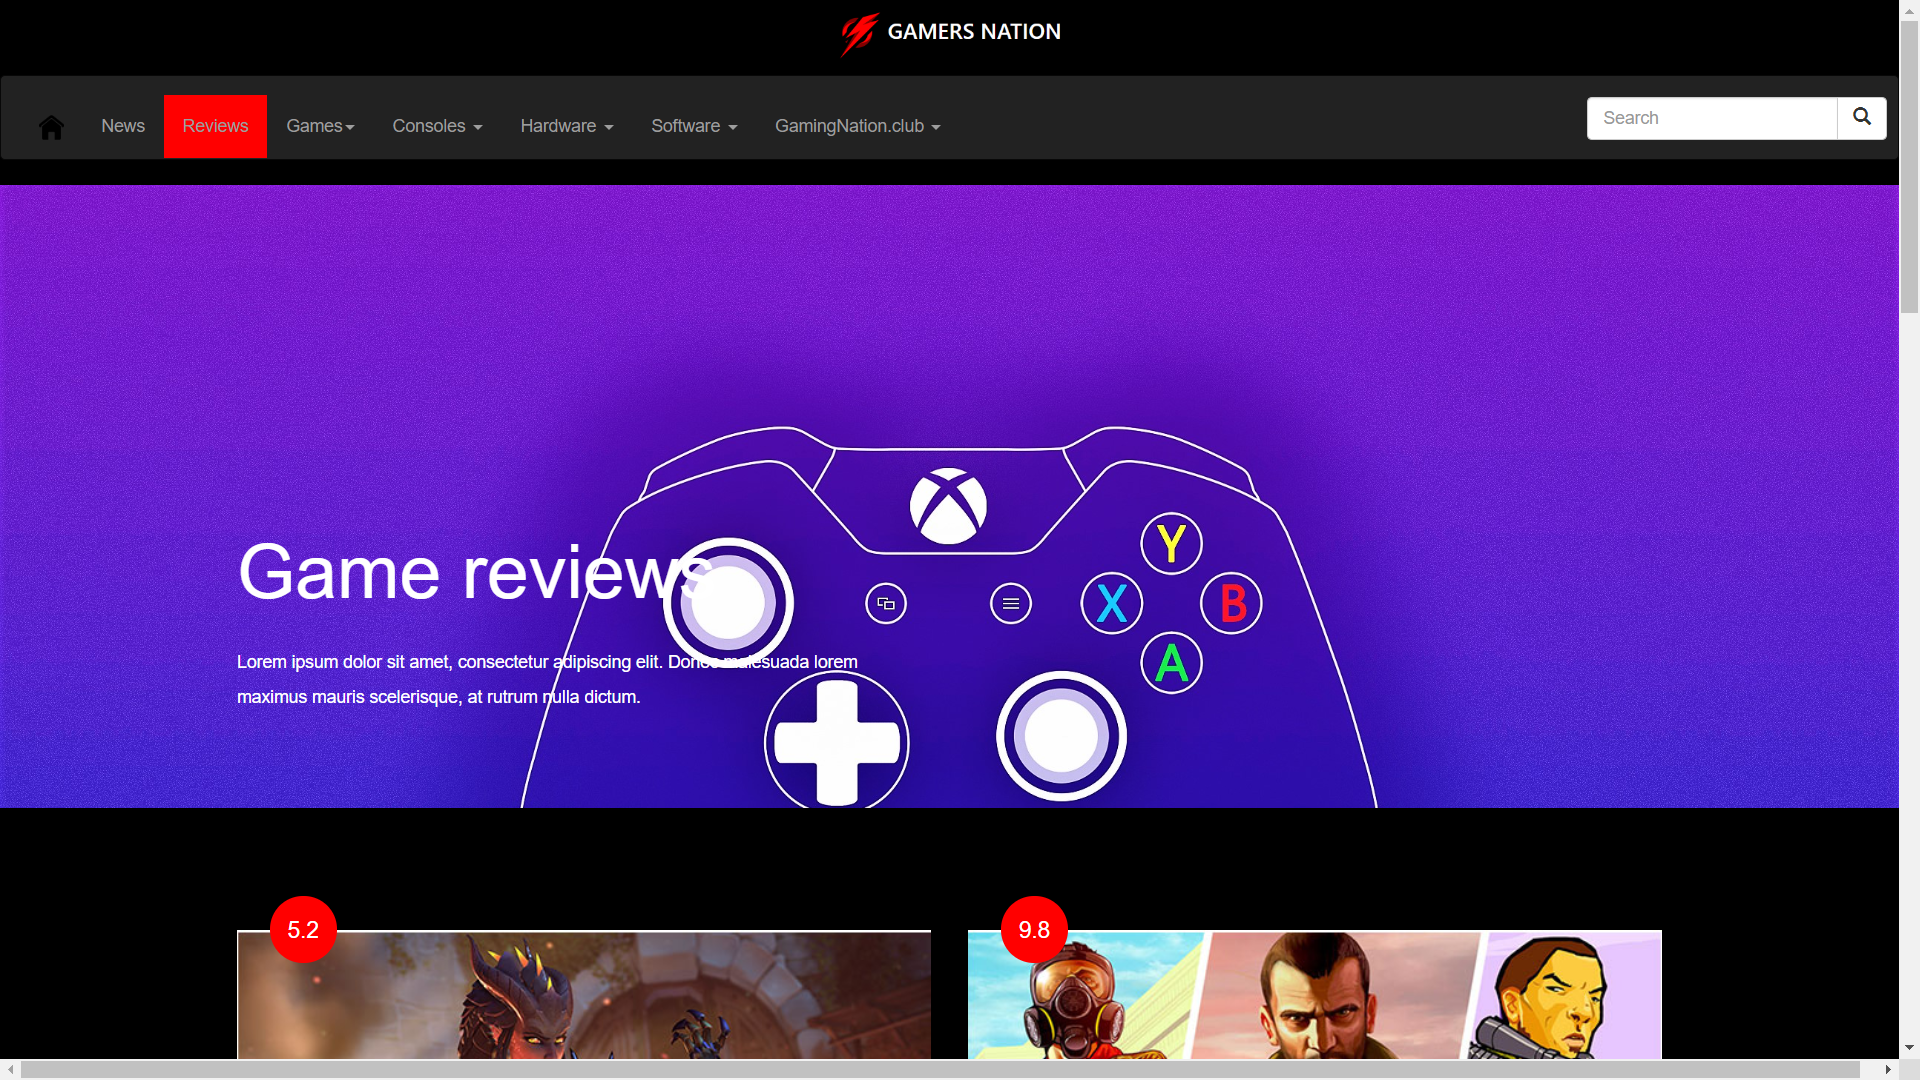 GAMERS NATION
News Reviews Games Consoles Hardware Software GamingNation.club Search
Y
X B
A
Game reviews
Lorem ipsum dolor sit amet, consectetur adipiscing elit. Donec malesuada lorem
maximus mauris scelerisque, at rutrum nulla dictum.
5.2 9.8